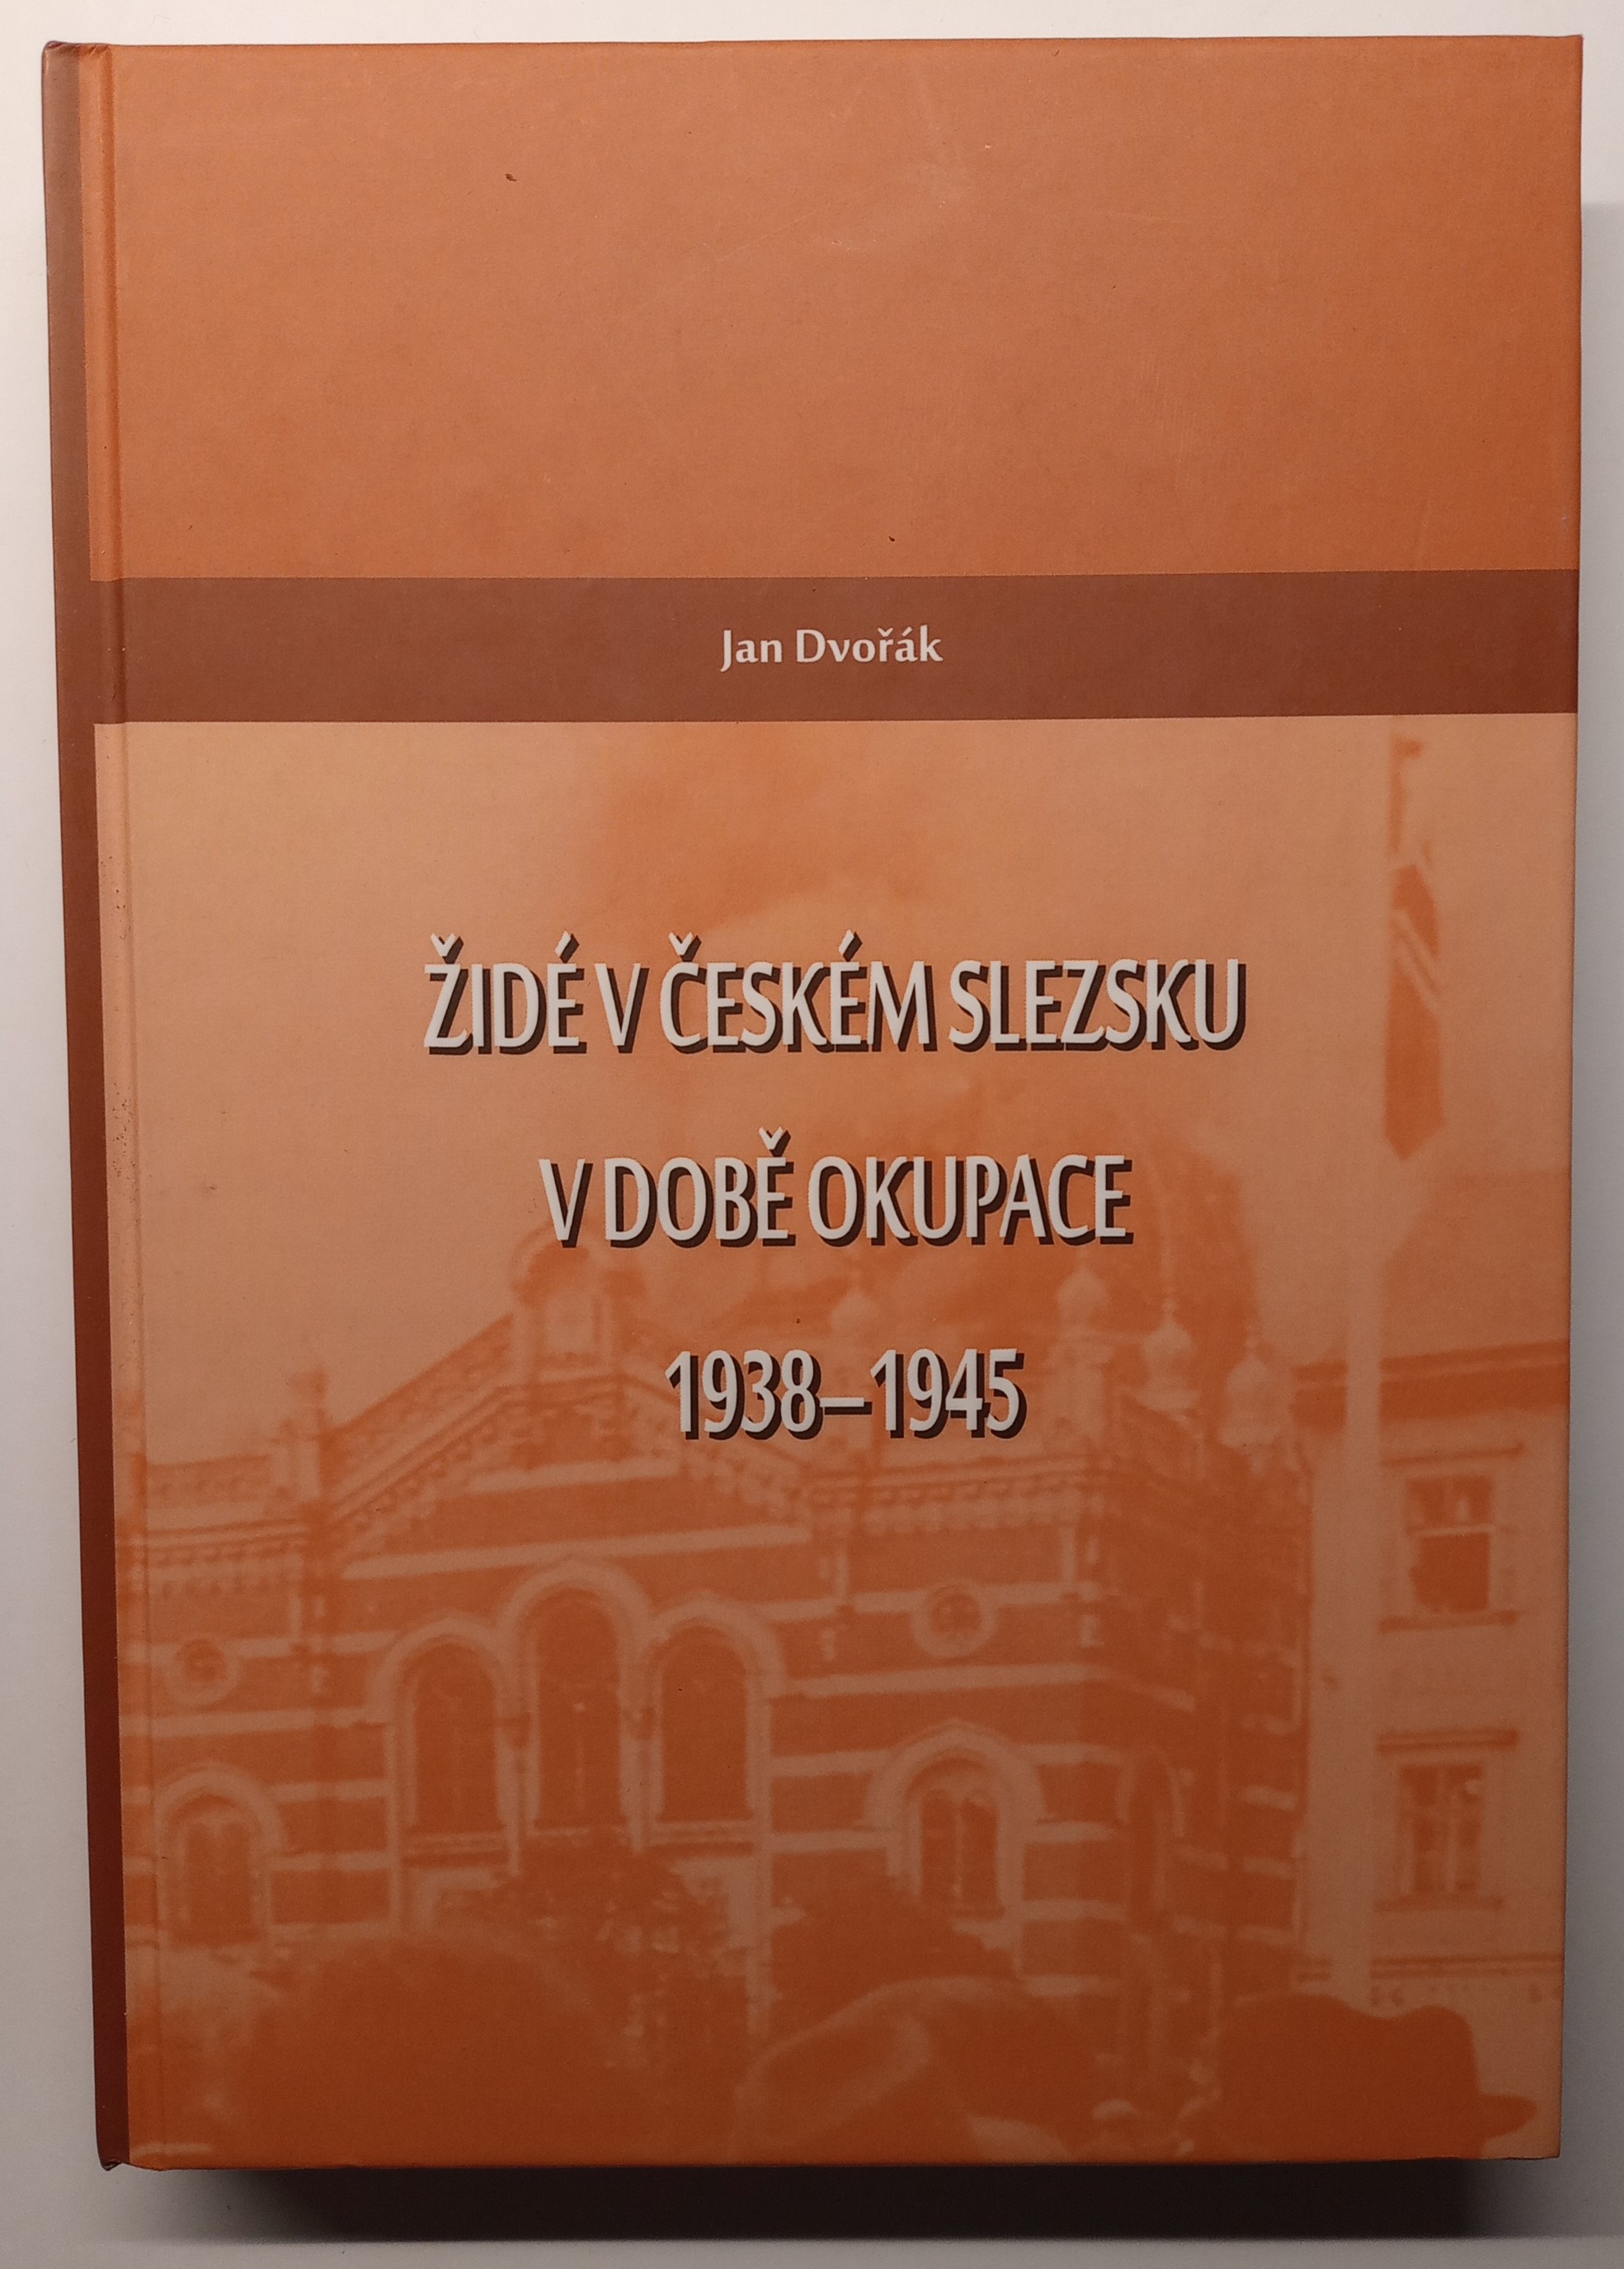 Jan Dvořák
ŽIDÉ V ČESKÉM SLEZSKU
V DOBĚ OKUPACE
1938–1945